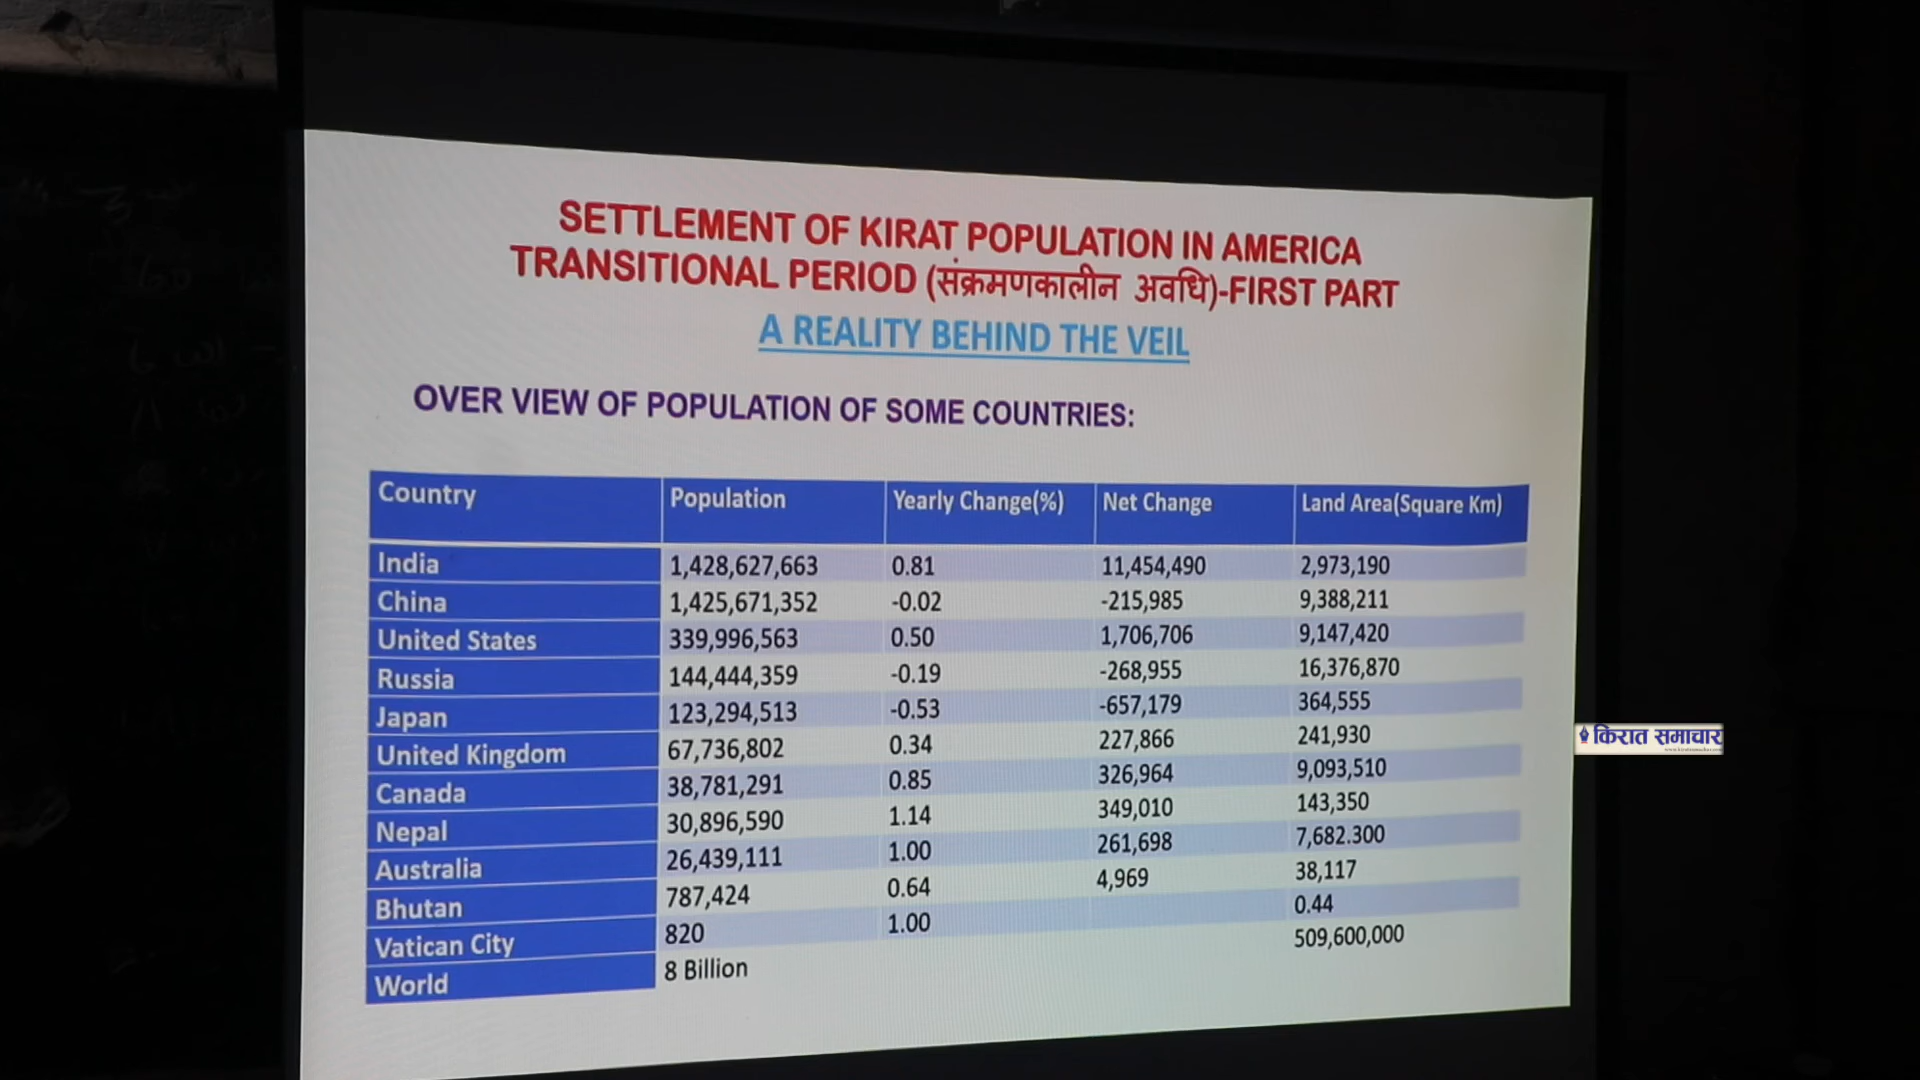 SETTLEMENT OF KIRAT POPULATION IN AMERICA
TRANSITIONAL PERIOD (संक्रमणकालीन अवधि)-FIRST PART
A REALITY BEHIND THE VEIL
OVER VIEW OF POPULATION OF SOME COUNTRIES:
Country Population Yearly Change(%) Net Change Land Area(Square Km)
India 1,428,627,663 0.81 11,454,490 2,973,190
China 1,425,671,352 -0.02 -215,985 9,388,211
United States 339,996,563 0.50 1,706,706 9,147,420
Russia 144,444,359 -0.19 -268,955 16,376,870
Japan 123,294,513 -0.53 -657,179 364,555
United Kingdom 67,736,802 0.34 227,866 241,930
Canada 38,781,291 0.85 326,964 9,093,510
Nepal 30,896,590 1.14 349,010 143,350
Australia 26,439,111 1.00 261,698 7,682.300
Bhutan 787,424 0.64 4,969 38,117
Vatican City 820 1.00 0.44
World 8 Billion 509,600,000
किरात समाचार